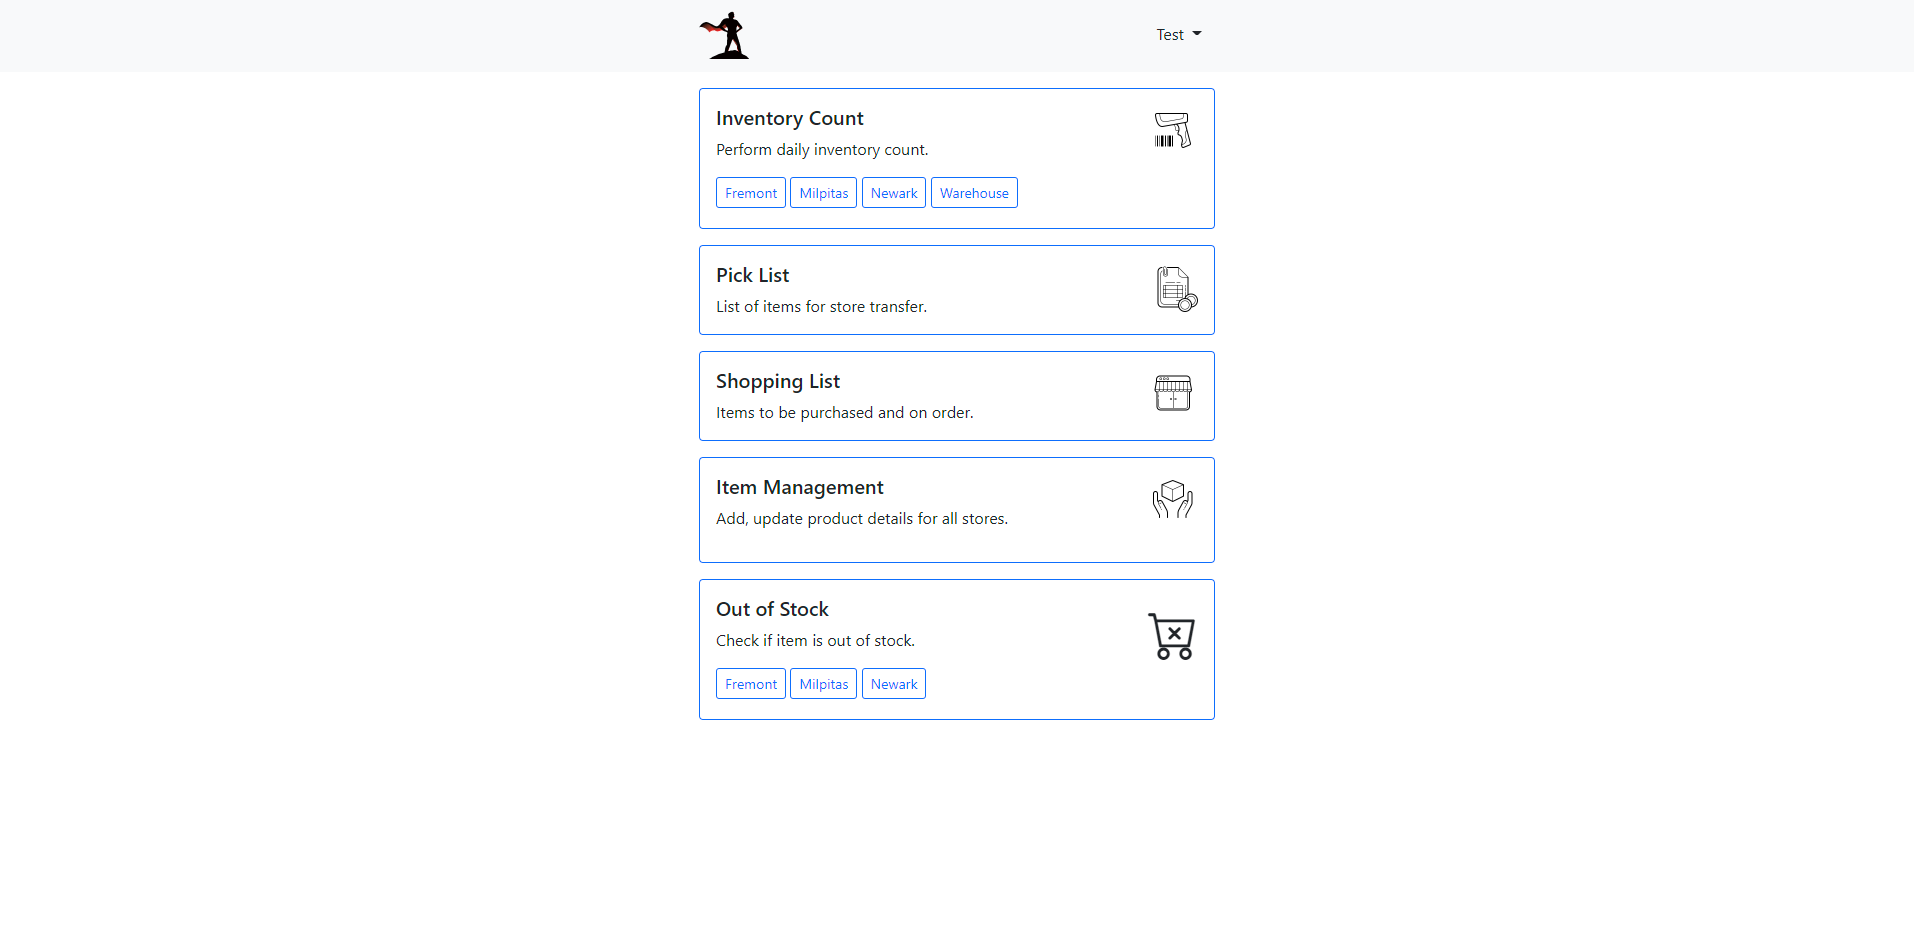 Test
Inventory Count
Perform daily inventory count.
Fremont Milpitas Newark Warehouse
Pick List
List of items for store transfer.
Shopping List
Items to be purchased and on order.
Item Management
Add, update product details for all stores.
Out of Stock
Check if item is out of stock.
Fremont Milpitas Newark